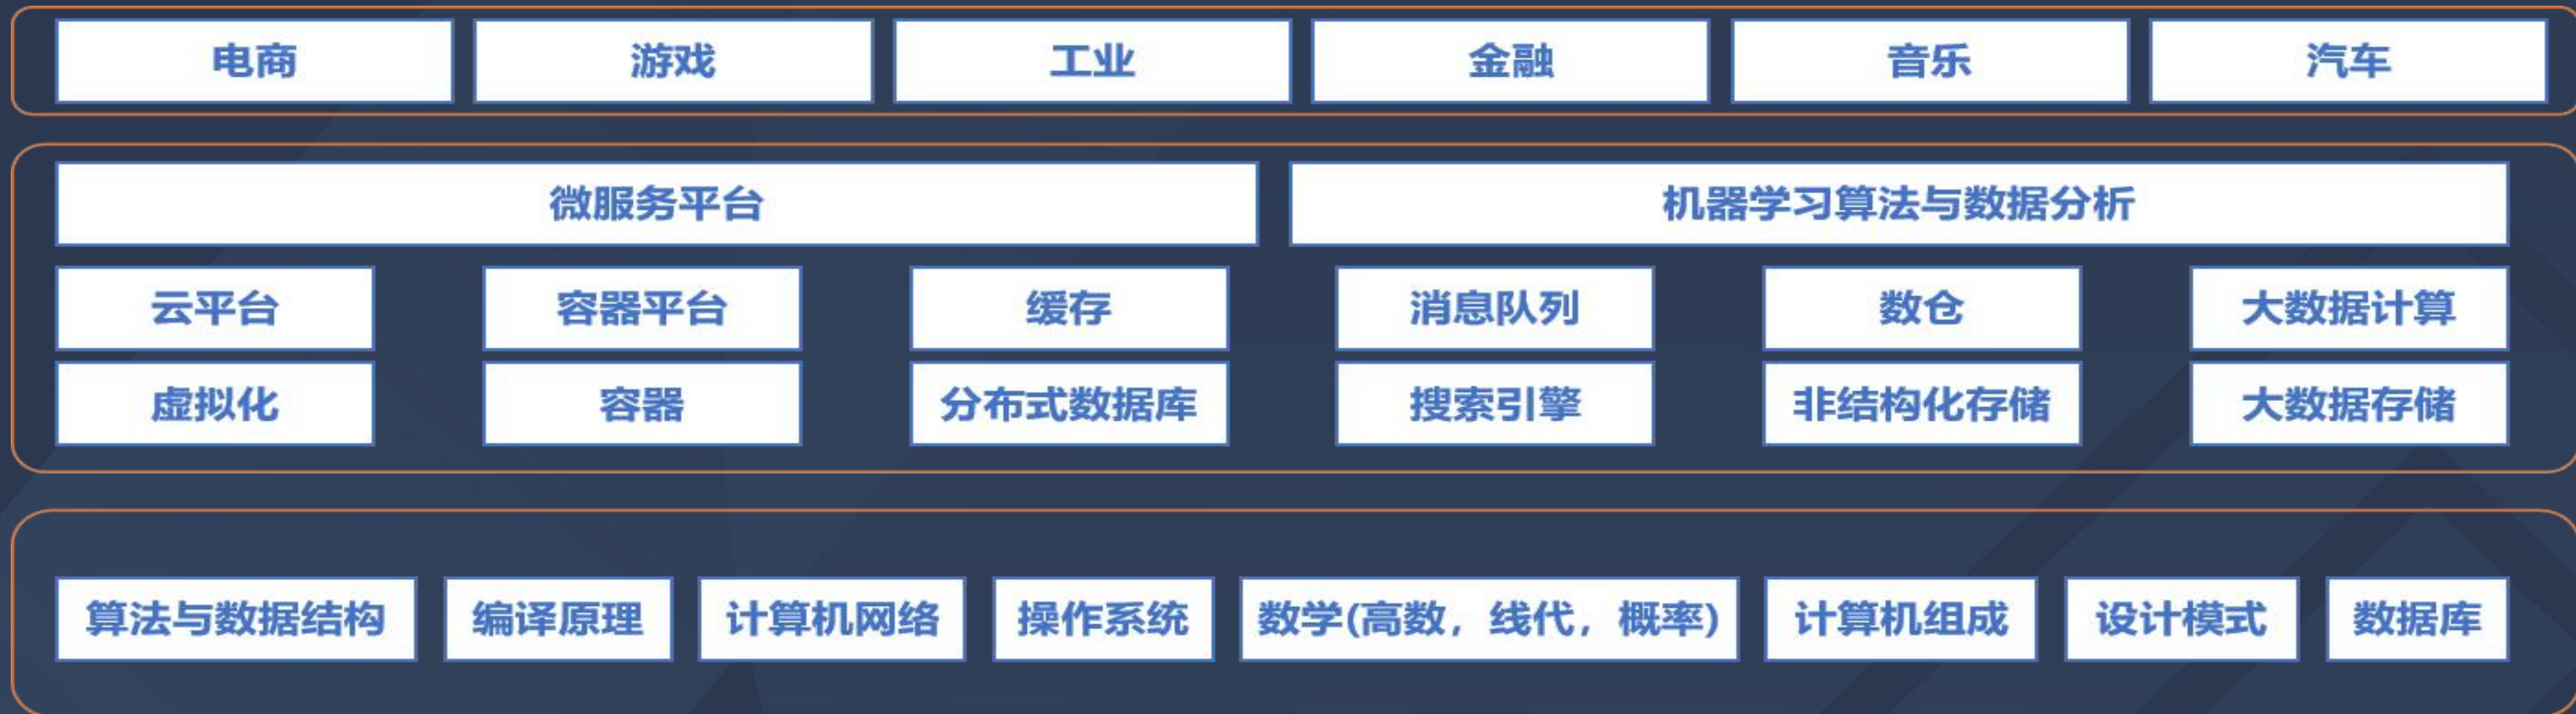 电商 游戏 工业 金融 音乐 汽车
微服务平台 机器学习算法与数据分析
云平台 容器平台 缓存 消息队列 数仓 大数据计算
虚拟化 容器 分布式数据库 搜索引擎 非结构化存储 大数据存储
算法与数据结构 编译原理 计算机网络 操作系统 数学(高数，线代，概率) 计算机组成 设计模式 数据库